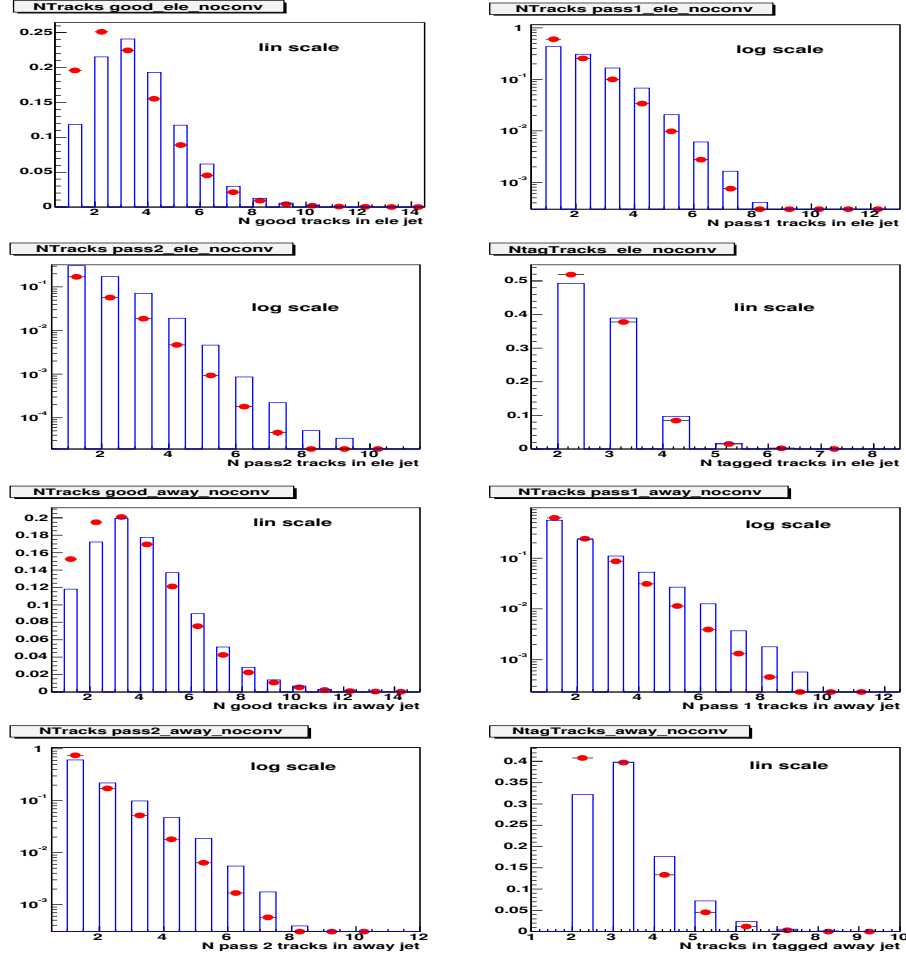 NTracks good_ele_noconv
lin scale
0.25
0.2
0.15
0.1
0.05
0
2 4 6 8 10 12 14
N good tracks in ele jet
NTracks pass1_ele_noconv
log scale
1
10-1
10-2
10-3
2 4 6 8 10 12
N pass1 tracks in ele jet
NTracks pass2_ele_noconv
log scale
10-1
10-2
10-3
10-4
2 4 6 8 10
N pass2 tracks in ele jet
NtagTracks_ele_noconv
lin scale
0.5
0.4
0.3
0.2
0.1
0
2 3 4 5 6 7 8
N tagged tracks in ele jet
NTracks good_away_noconv
lin scale
0.2
0.18
0.16
0.14
0.12
0.1
0.08
0.06
0.04
0.02
0
2 4 6 8 10 12 14
N good tracks in away jet
NTracks pass1_away_noconv
log scale
10-1
10-2
10-3
2 4 6 8 10 12
N pass 1 tracks in away jet
NTracks pass2_away_noconv
log scale
1
10-1
10-2
10-3
2 4 6 8 10 12
N pass 2 tracks in away jet
NtagTracks_away_noconv
lin scale
0.4
0.35
0.3
0.25
0.2
0.15
0.1
0.05
0
1 2 3 4 5 6 7 8 9 10
N tracks in tagged away jet